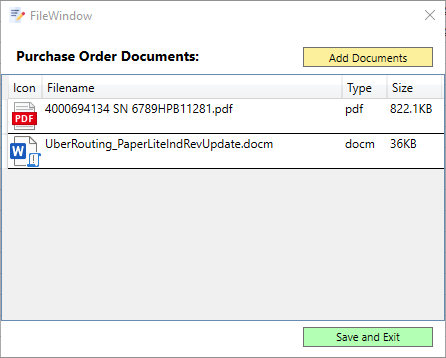 FileWindow
Purchase Order Documents:
Add Documents
Icon Filename Type Size
PDF 4000694134 SN 6789HPB11281.pdf pdf 822.1KB
W UberRouting_PaperLiteIndRevUpdate.docm docm 36KB
Save and Exit